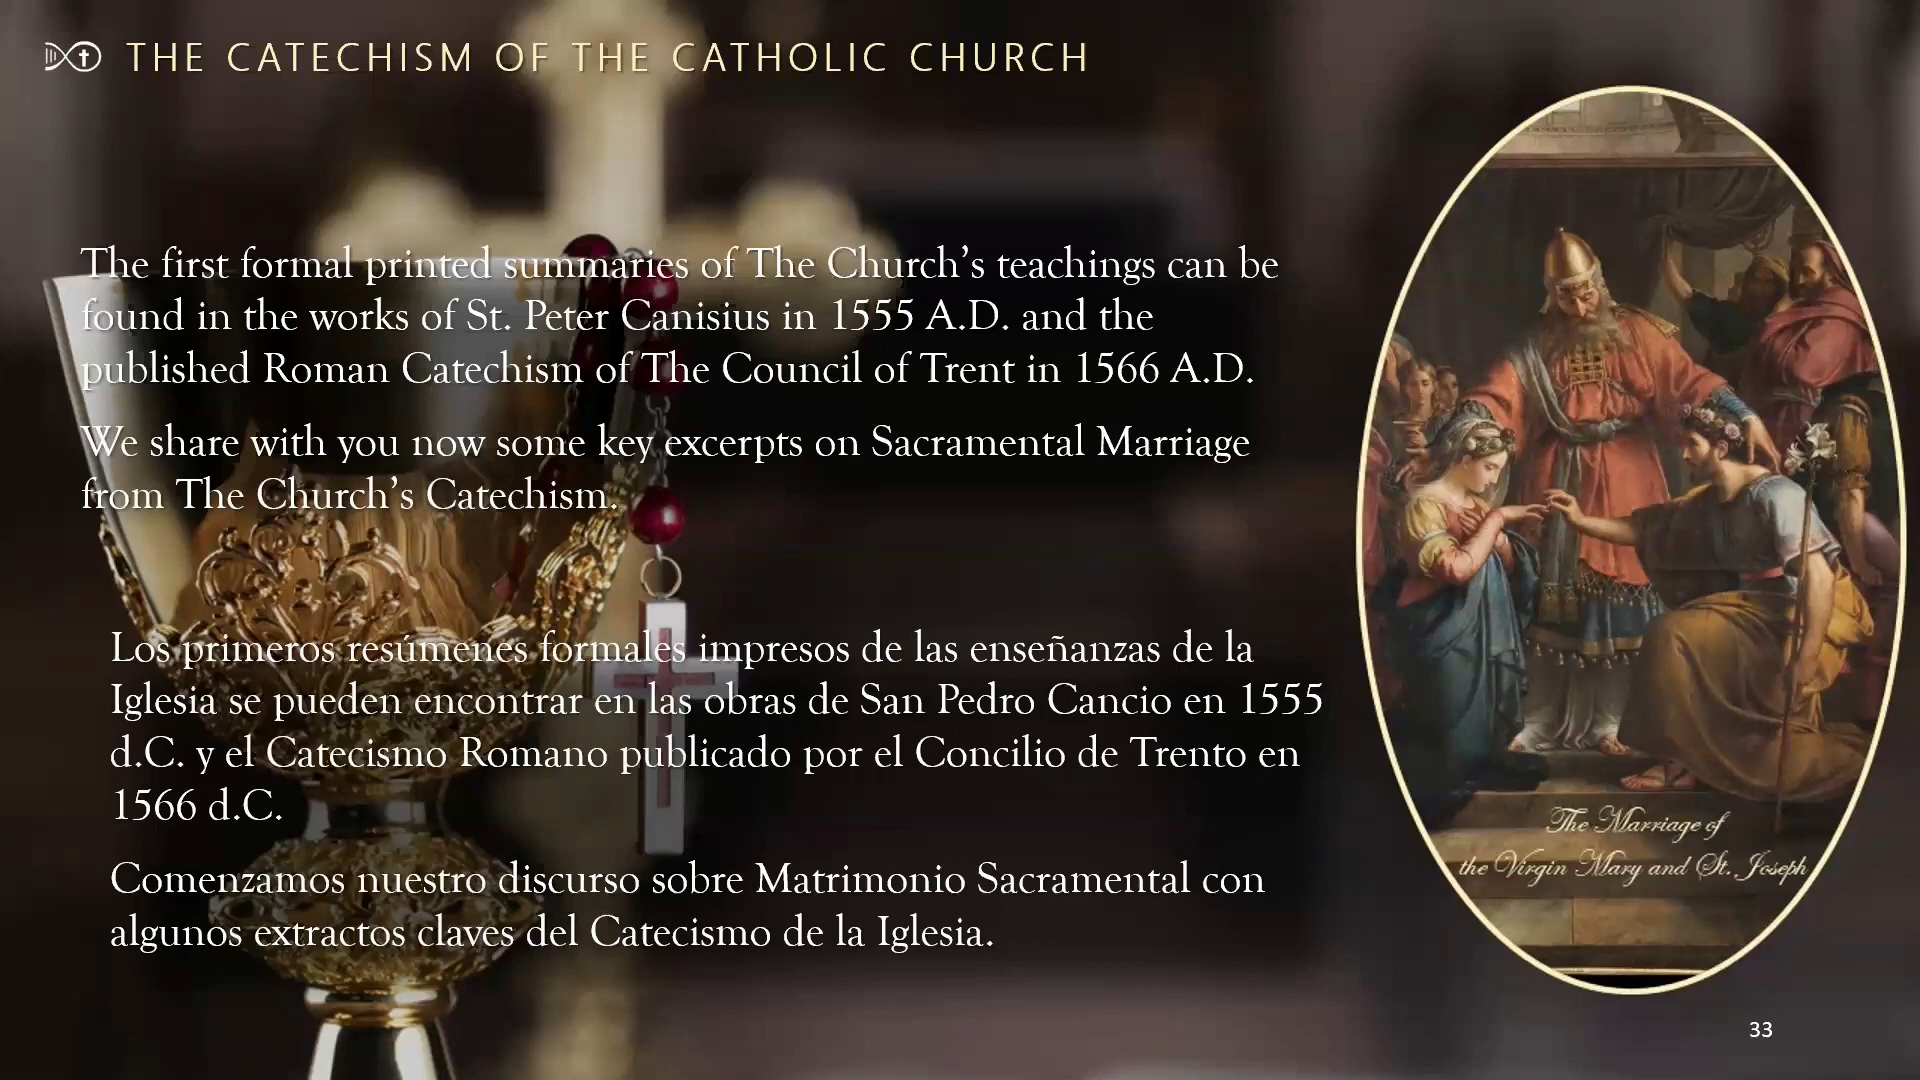 THE CATECHISM OF THE CATHOLIC CHURCH
The first formal printed summaries of The Church's teachings can be
found in the works of St. Peter Canisius in 1555 A.D. and the
published Roman Catechism of The Council of Trent in 1566 A.D.
We share with you now some key excerpts on Sacramental Marriage
from The Church's Catechism.
Los primeros resúmenes formales impresos de las enseñanzas de la
Iglesia se pueden encontrar en las obras de San Pedro Cancio en 1555
d.C. y el Catecismo Romano publicado por el Concilio de Trento en
1566 d.C.
Comenzamos nuestro discurso sobre Matrimonio Sacramental con
algunos extractos claves del Catecismo de la Iglesia.
The Marriage of
the Virgin Mary and St. Joseph
33